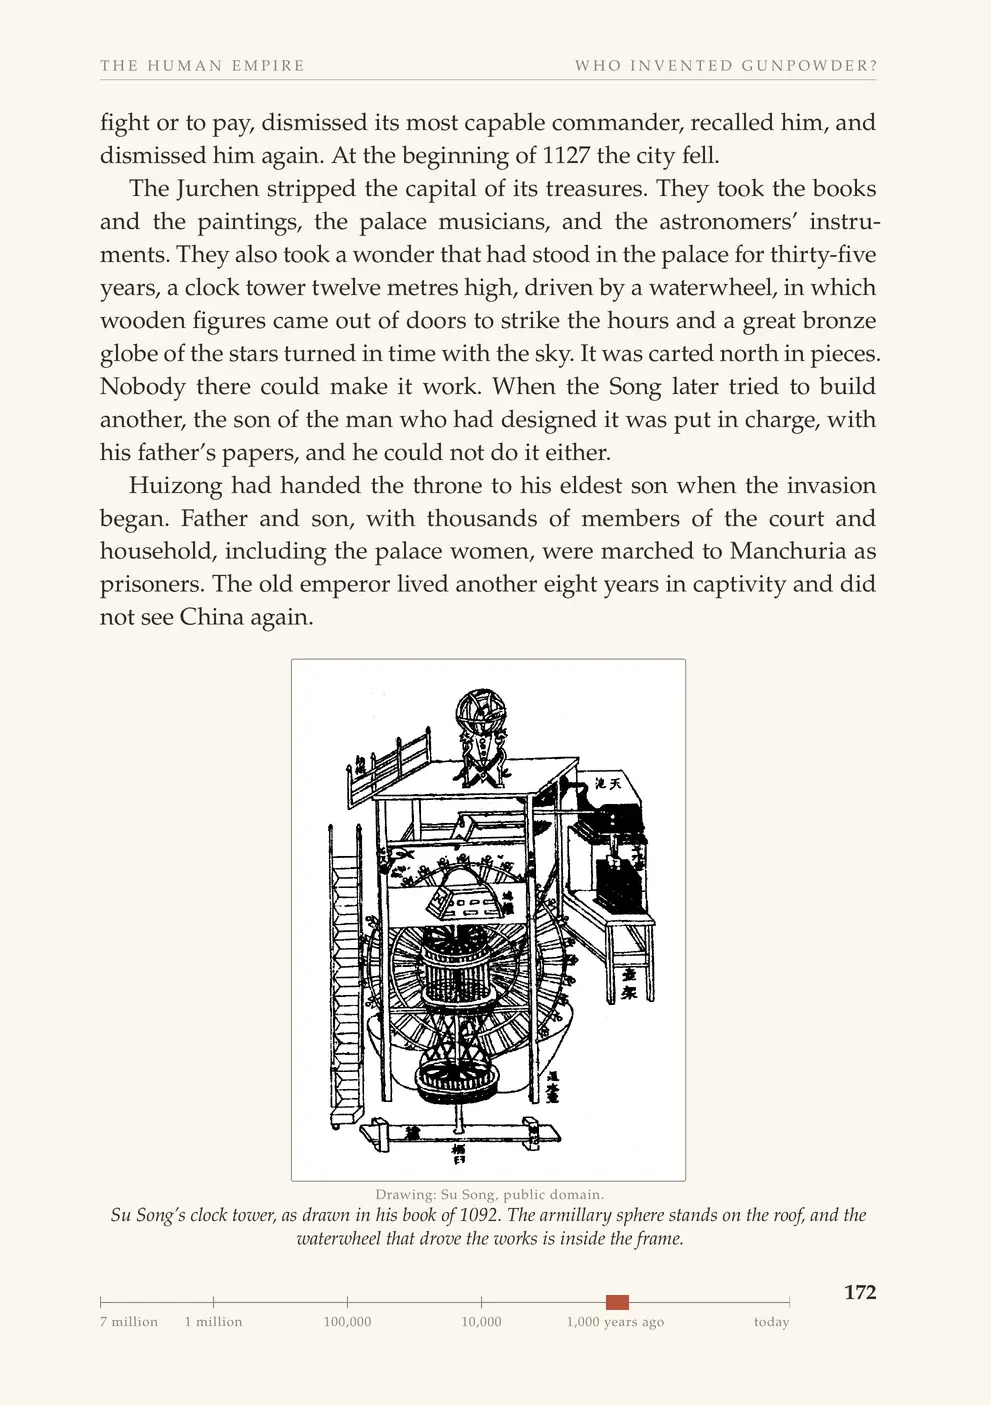 THE HUMAN EMPIRE
WHO INVENTED GUNPOWDER?
fight or to pay, dismissed its most capable commander, recalled him, and
dismissed him again. At the beginning of 1127 the city fell.
The Jurchen stripped the capital of its treasures. They took the books
and the paintings, the palace musicians, and the astronomers’ instru-
ments. They also took a wonder that had stood in the palace for thirty-five
years, a clock tower twelve metres high, driven by a waterwheel, in which
wooden figures came out of doors to strike the hours and a great bronze
globe of the stars turned in time with the sky. It was carted north in pieces.
Nobody there could make it work. When the Song later tried to build
another, the son of the man who had designed it was put in charge, with
his father’s papers, and he could not do it either.
Huizong had handed the throne to his eldest son when the invasion
began. Father and son, with thousands of members of the court and
household, including the palace women, were marched to Manchuria as
prisoners. The old emperor lived another eight years in captivity and did
not see China again.
池天
壺
架
退水壺
樞
臼
Drawing: Su Song, public domain.
Su Song’s clock tower, as drawn in his book of 1092. The armillary sphere stands on the roof, and the
waterwheel that drove the works is inside the frame.
172
7 million 1 million 100,000 10,000 1,000 years ago today